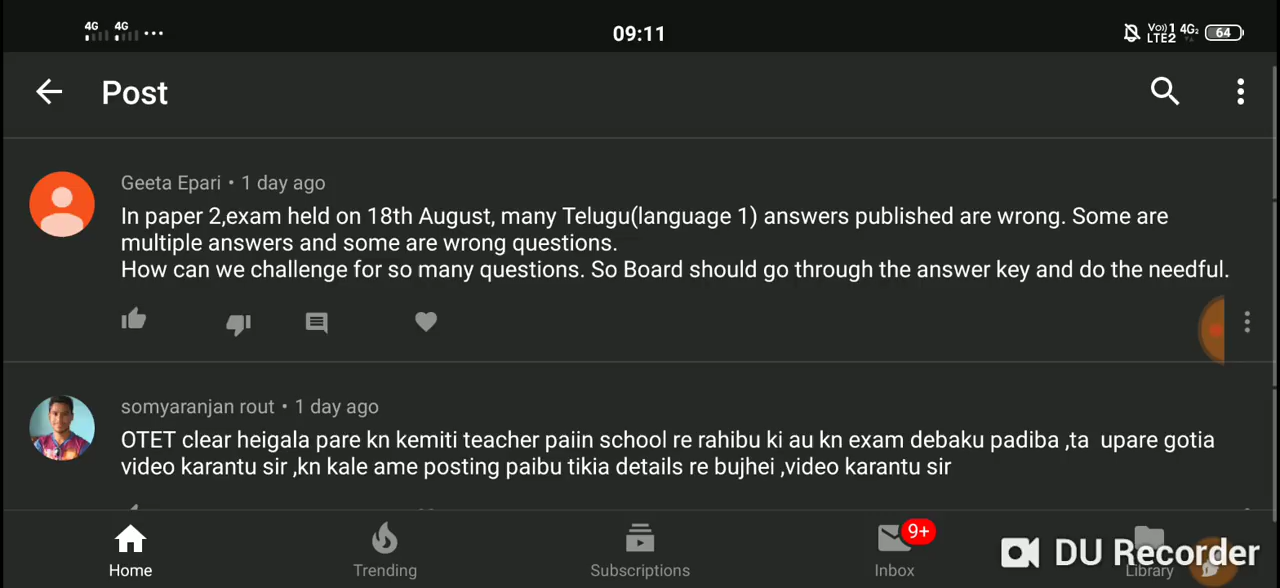 4G 4G
09:11
Vo)) 1 4G2
LTE2
64
Post
Geeta Epari • 1 day ago
In paper 2,exam held on 18th August, many Telugu(language 1) answers published are wrong. Some are
multiple answers and some are wrong questions.
How can we challenge for so many questions. So Board should go through the answer key and do the needful.
somyaranjan rout • 1 day ago
OTET clear heigala pare kn kemiti teacher paiin school re rahibu ki au kn exam debaku padiba ,ta upare gotia
video karantu sir ,kn kale ame posting paibu tikia details re bujhei ,video karantu sir
9+
DU Recorder
Home
Trending
Subscriptions
Inbox
Library